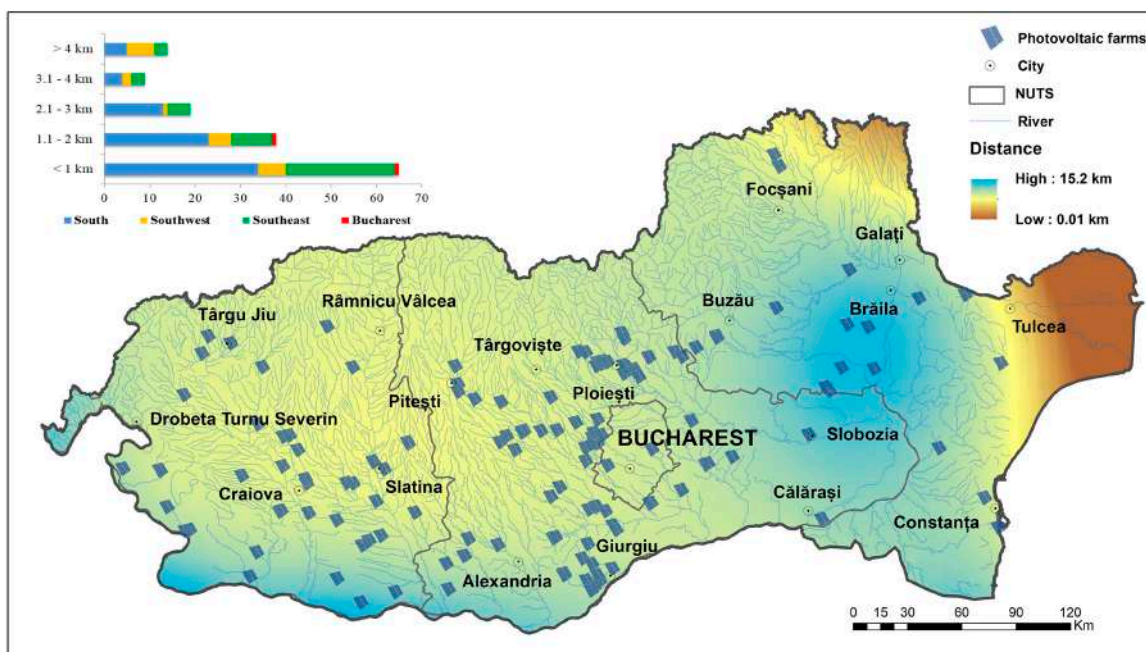 > 4 km
3.1 - 4 km
2.1 - 3 km
1.1 - 2 km
< 1 km
0 10 20 30 40 50 60 70
South Southwest Southeast Bucharest
Photovoltaic farms
City
NUTS
River
Distance
High : 15.2 km
Low : 0.01 km
Focșani
Galați
Râmnicu Vâlcea
Buzău
Brăila
Târgu Jiu
Tulcea
Târgoviște
Pitești
Ploiești
Drobeta Turnu Severin
BUCHAREST
Slobozia
Craiova
Slatina
Călărași
Constanța
Giurgiu
Alexandria
0 15 30 60 90 120
Km